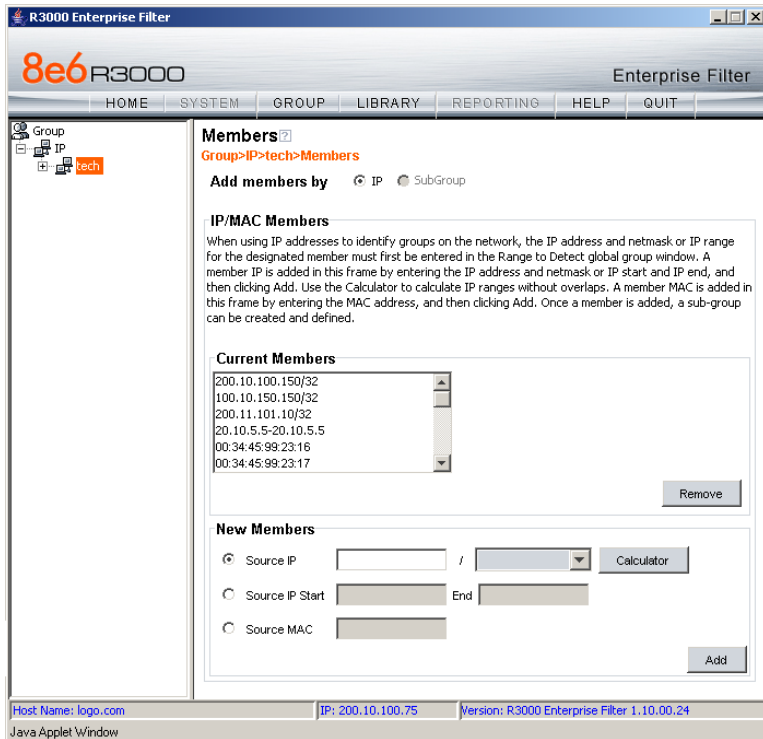 R3000 Enterprise Filter
8e6 R3000
Enterprise Filter
HOME SYSTEM GROUP LIBRARY REPORTING HELP QUIT
Group
IP
tech
Members ?
Group>IP>tech>Members
Add members by IP SubGroup
IP/MAC Members
When using IP addresses to identify groups on the network, the IP address and netmask or IP range
for the designated member must first be entered in the Range to Detect global group window. A
member IP is added in this frame by entering the IP address and netmask or IP start and IP end, and
then clicking Add. Use the Calculator to calculate IP ranges without overlaps. A member MAC is added in
this frame by entering the MAC address, and then clicking Add. Once a member is added, a sub-group
can be created and defined.
Current Members
200.10.100.150/32
100.10.150.150/32
200.11.101.10/32
20.10.5.5-20.10.5.5
00:34:45:99:23:16
00:34:45:99:23:17
Remove
New Members
Source IP / Calculator
Source IP Start End
Source MAC
Add
Host Name: logo.com IP: 200.10.100.75 Version: R3000 Enterprise Filter 1.10.00.24
Java Applet Window